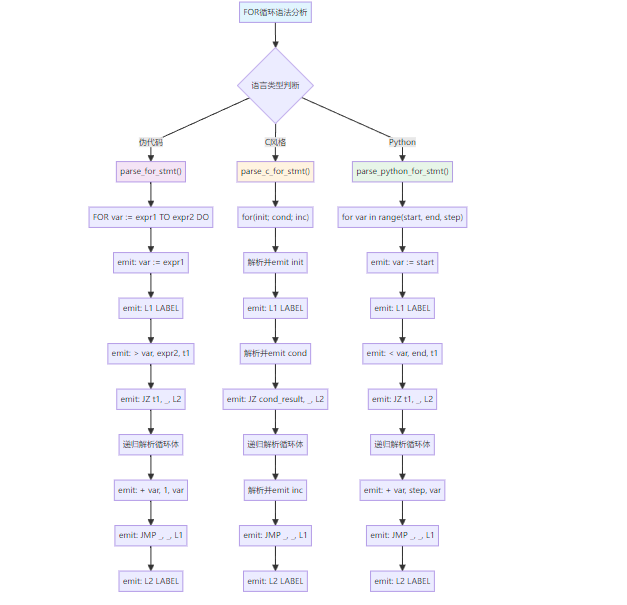 FOR循环语法分析
语言类型判断
伪代码
C风格
Python
parse_for_stmt()
parse_c_for_stmt()
parse_python_for_stmt()
FOR var := expr1 TO expr2 DO
for(init; cond; inc)
for var in range(start, end, step)
emit: var := expr1
解析并emit init
emit: var := start
emit: L1 LABEL
emit: L1 LABEL
emit: L1 LABEL
emit: > var, expr2, t1
解析并emit cond
emit: < var, end, t1
emit: JZ t1, _, L2
emit: JZ cond_result, _, L2
emit: JZ t1, _, L2
递归解析循环体
递归解析循环体
递归解析循环体
emit: + var, 1, var
解析并emit inc
emit: + var, step, var
emit: JMP _, _, L1
emit: JMP _, _, L1
emit: JMP _, _, L1
emit: L2 LABEL
emit: L2 LABEL
emit: L2 LABEL